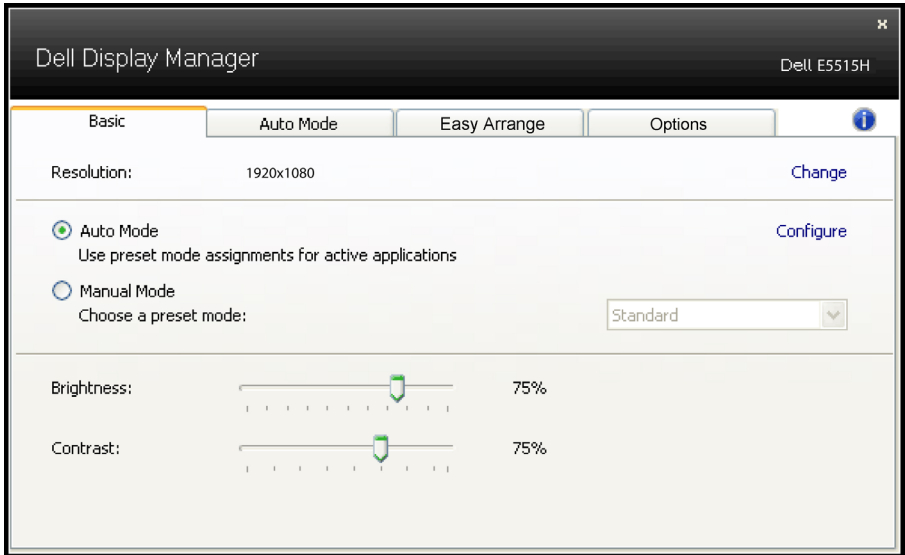 Dell Display Manager
Dell E5515H
Basic
Auto Mode
Easy Arrange
Options
Resolution:
1920x1080
Change
Auto Mode
Configure
Use preset mode assignments for active applications
Manual Mode
Choose a preset mode:
Standard
Brightness:
75%
Contrast:
75%